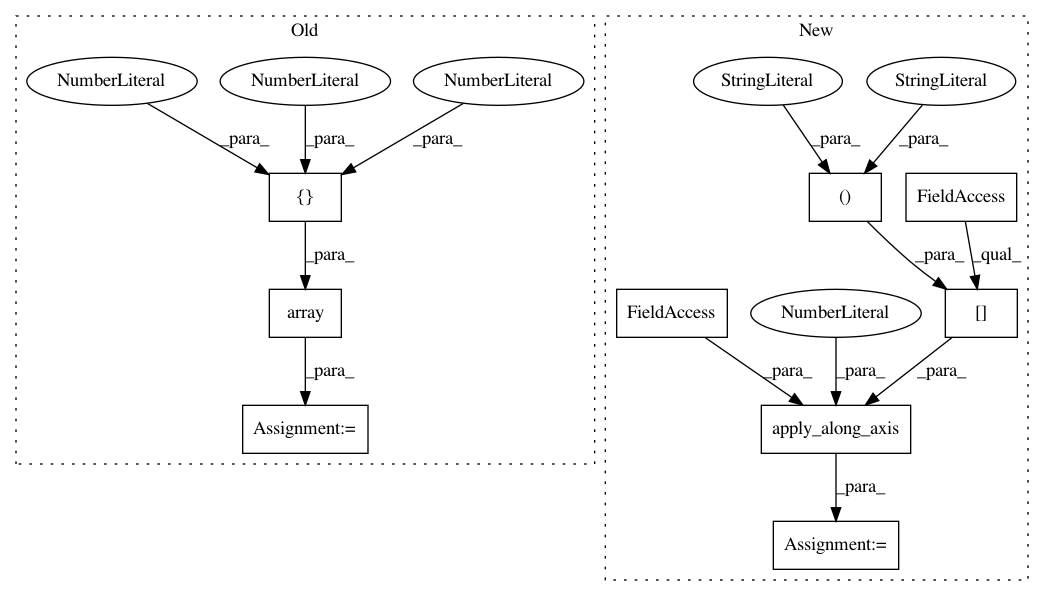 Old
New
NumberLiteral
NumberLiteral
NumberLiteral
StringLiteral
StringLiteral
_para_
_para_
_para_
_para_
_para_
{}
()
FieldAccess
_para_
_para_
_qual_
array
FieldAccess
NumberLiteral
[]
_para_
_para_
_para_
_para_
Assignment:=
apply_along_axis
_para_
Assignment:=